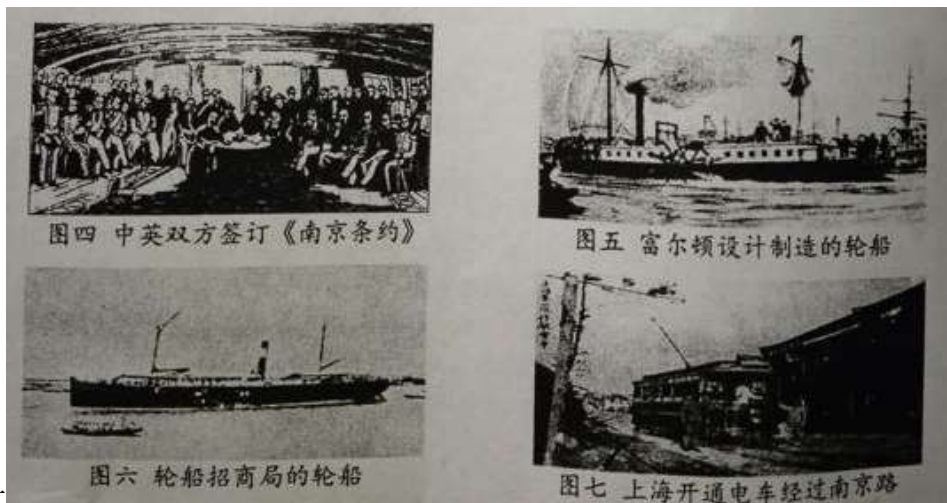 图四 中英双方签订《南京条约》
图五 富尔顿设计制造的轮船
图六 轮船招商局的轮船
图七 上海开通电车经过南京路